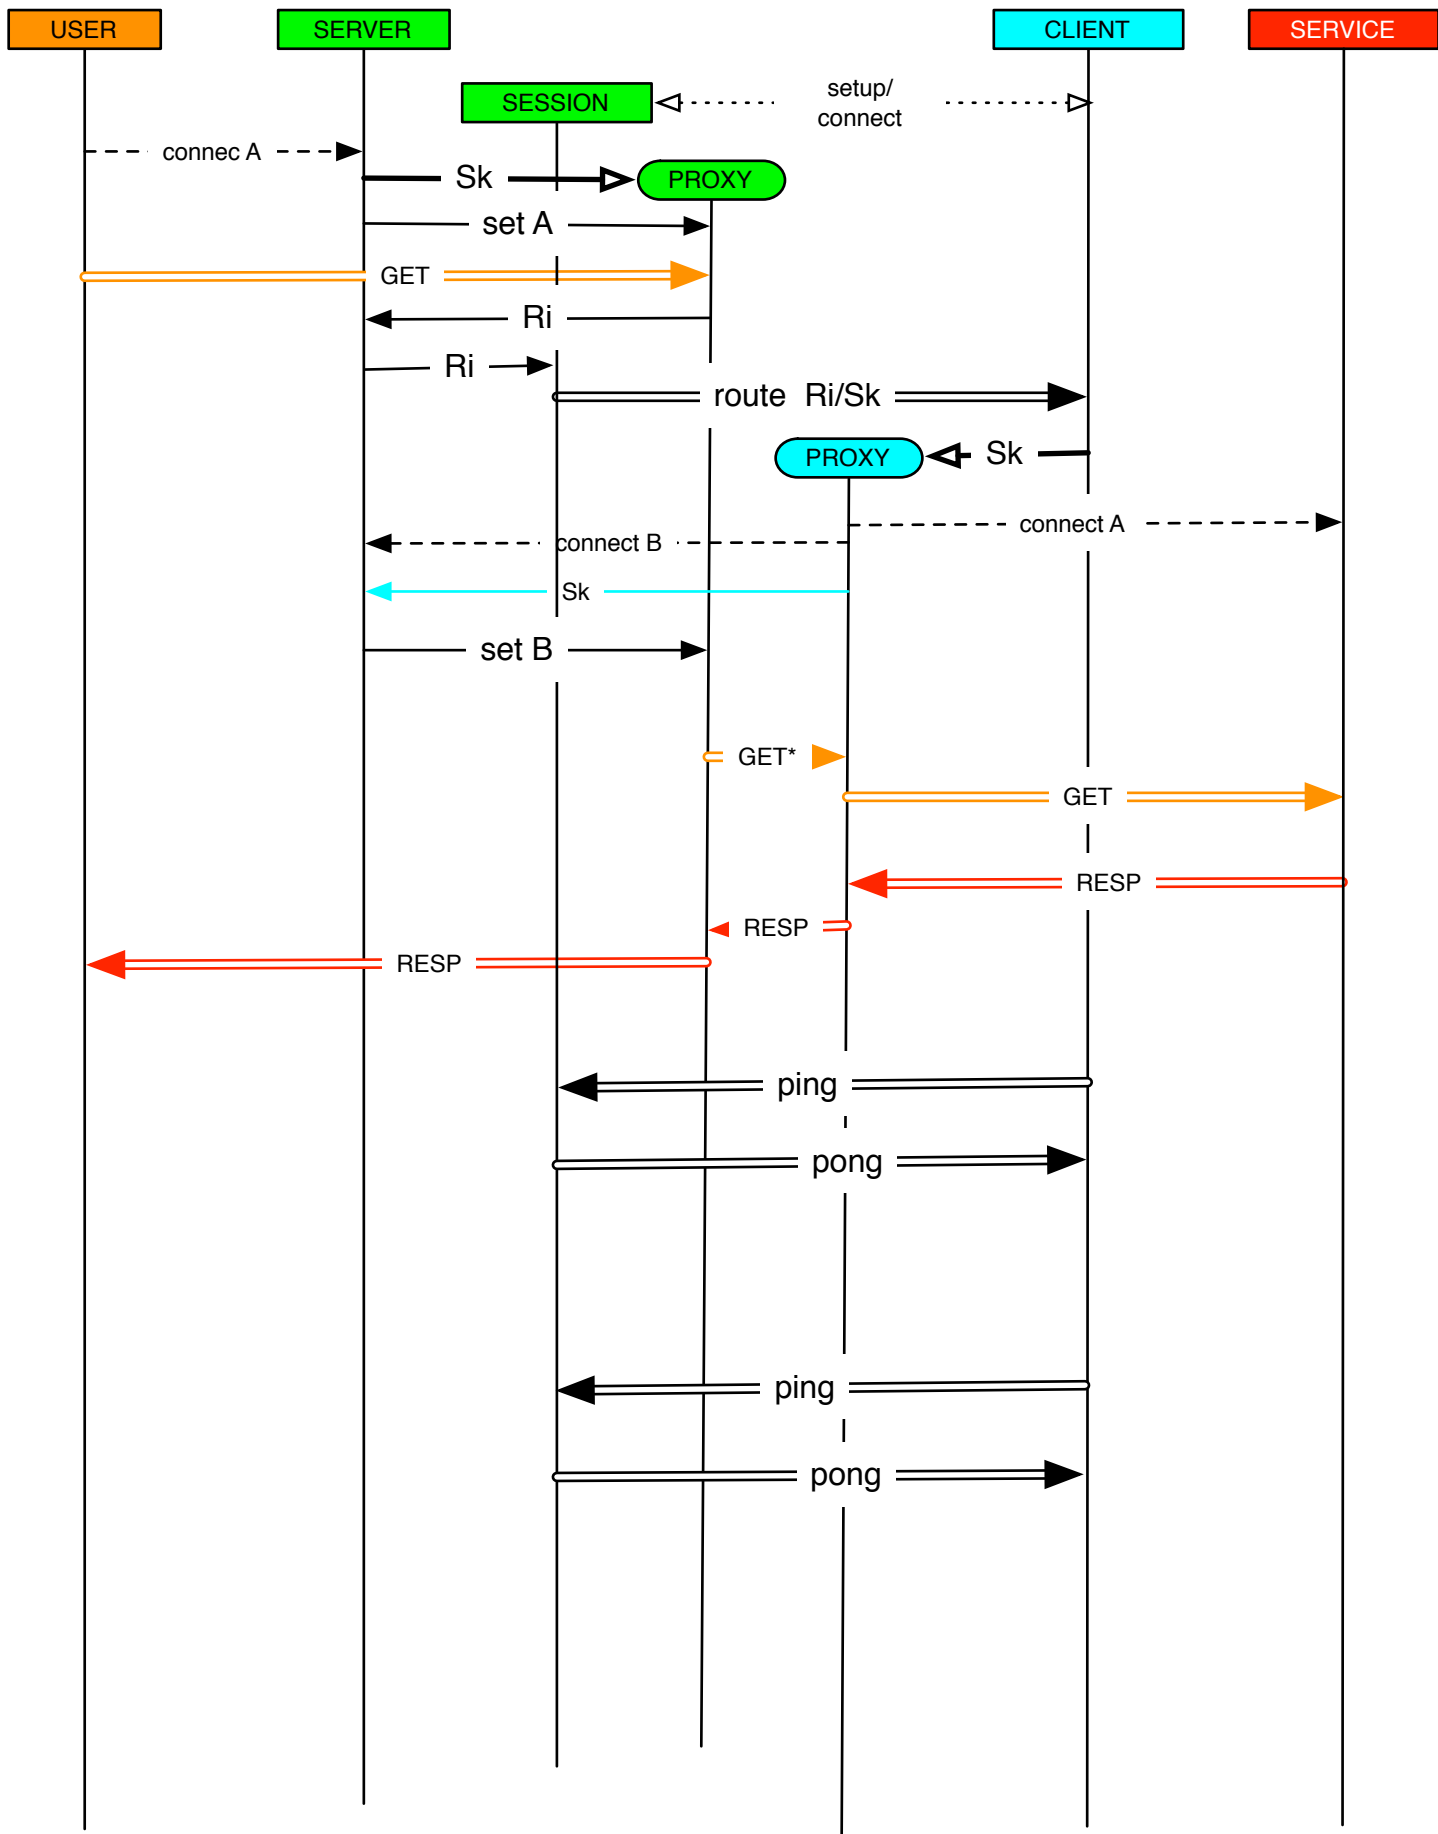 USER
SERVER
CLIENT
SERVICE
SESSION
setup/
connect
connec A
Sk
PROXY
set A
GET
Ri
Ri
route Ri/Sk
PROXY
Sk
connect A
connect B
Sk
set B
GET*
GET
RESP
RESP
RESP
ping
pong
ping
pong